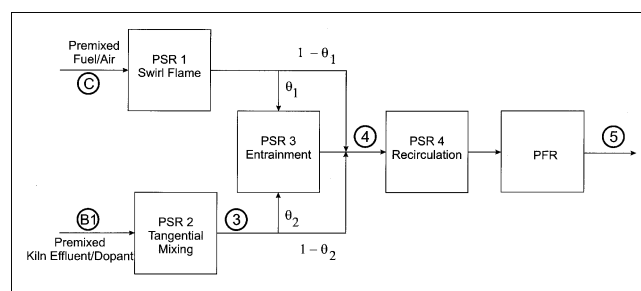 Premixed
Fuel/Air
C
PSR 1
Swirl Flame
1 − θ1
θ1
PSR 3
Entrainment
4
PSR 4
Recirculation
PFR
5
B1
Premixed
Kiln Effluent/Dopant
PSR 2
Tangential
Mixing
3
θ2
1 − θ2